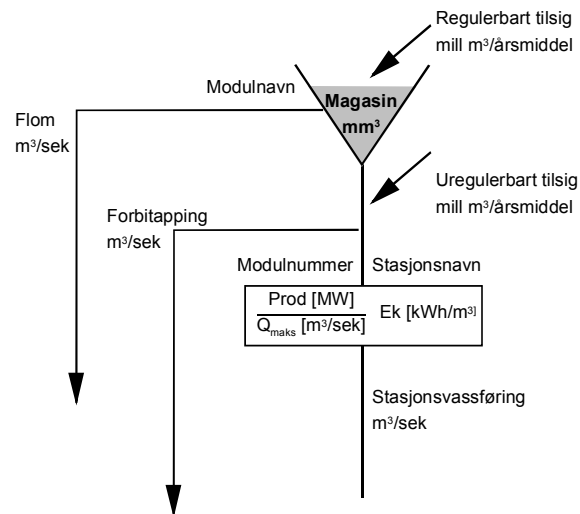 Regulerbart tilsig
mill m³/årsmiddel
Modulnavn
Magasin
mm³
Flom
m³/sek
Uregulerbart tilsig
mill m³/årsmiddel
Forbitapping
m³/sek
Modulnummer
Stasjonsnavn
Prod [MW]
Qmaks [m³/sek]
Ek [kWh/m³]
Stasjonsvassføring
m³/sek